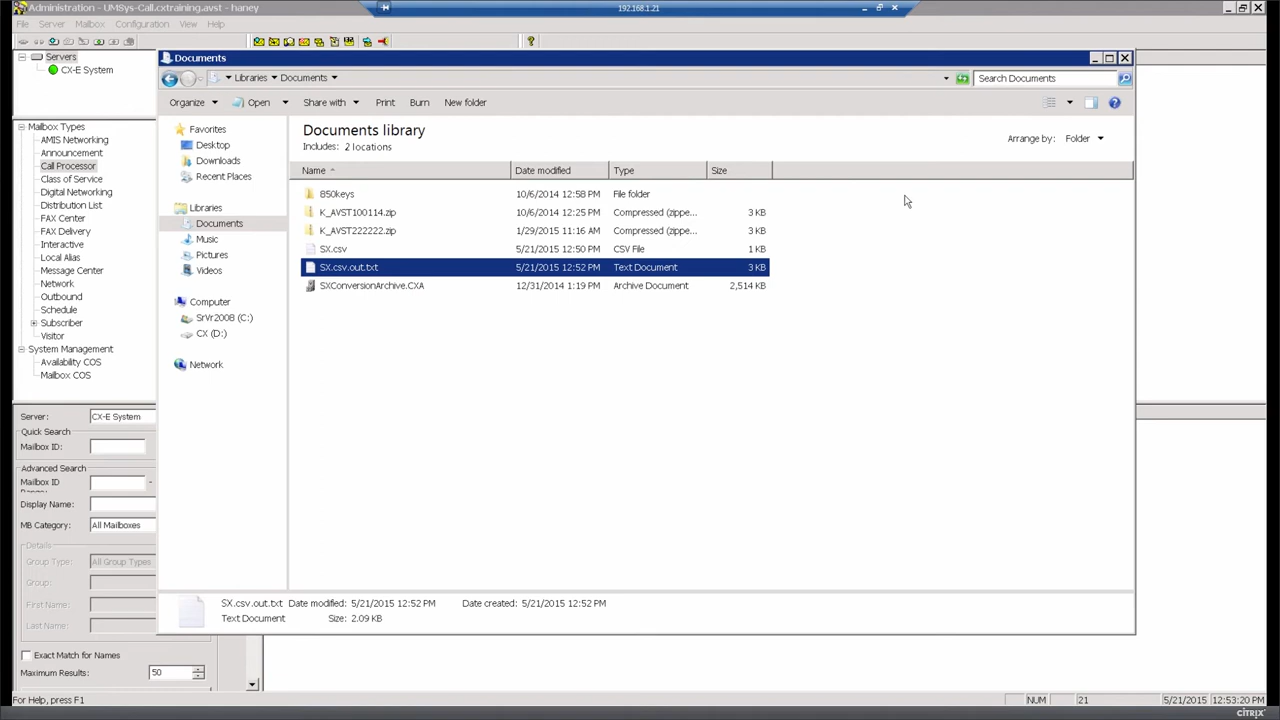 Administration - UMSys-Call.cxtraining.avst - haney
192.168.1.21
File Server Mailbox Configuration View Help
Servers
CX-E System
Mailbox Types
AMIS Networking
Announcement
Call Processor
Class of Service
Digital Networking
Distribution List
FAX Center
FAX Delivery
Interactive
Local Alias
Message Center
Network
Outbound
Schedule
Subscriber
Visitor
System Management
Availability COS
Mailbox COS
Server: CX-E System
Quick Search
Mailbox ID:
Advanced Search
Mailbox ID -
Display Name:
MB Category: All Mailboxes
Details
Group Type: All Group Types
Group:
First Name:
Last Name:
Exact Match for Names
Maximum Results: 50
Documents
Libraries Documents
Search Documents
Organize Open Share with Print Burn New folder
Favorites
Desktop
Downloads
Recent Places
Libraries
Documents
Music
Pictures
Videos
Computer
SrVr2008 (C:)
CX (D:)
Network
Documents library
Includes: 2 locations
Arrange by: Folder
Name Date modified Type Size
850keys 10/6/2014 12:58 PM File folder
K_AVST100114.zip 10/6/2014 12:25 PM Compressed (zippe... 3 KB
K_AVST222222.zip 1/29/2015 11:16 AM Compressed (zippe... 3 KB
SX.csv 5/21/2015 12:50 PM CSV File 1 KB
SX.csv.out.txt 5/21/2015 12:52 PM Text Document 3 KB
SXConversionArchive.CXA 12/31/2014 1:19 PM Archive Document 2,514 KB
SX.csv.out.txt Date modified: 5/21/2015 12:52 PM Date created: 5/21/2015 12:52 PM
Text Document Size: 2.09 KB
For Help, press F1
NUM 21 5/21/2015 12:53:20 PM
CITRIX